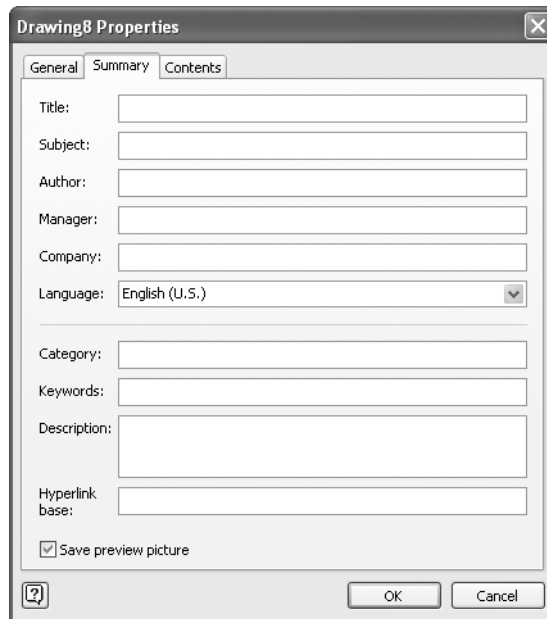 Drawing8 Properties
General Summary Contents
Title:
Subject:
Author:
Manager:
Company:
Language: English (U.S.)
Category:
Keywords:
Description:
Hyperlink
base:
Save preview picture
OK Cancel